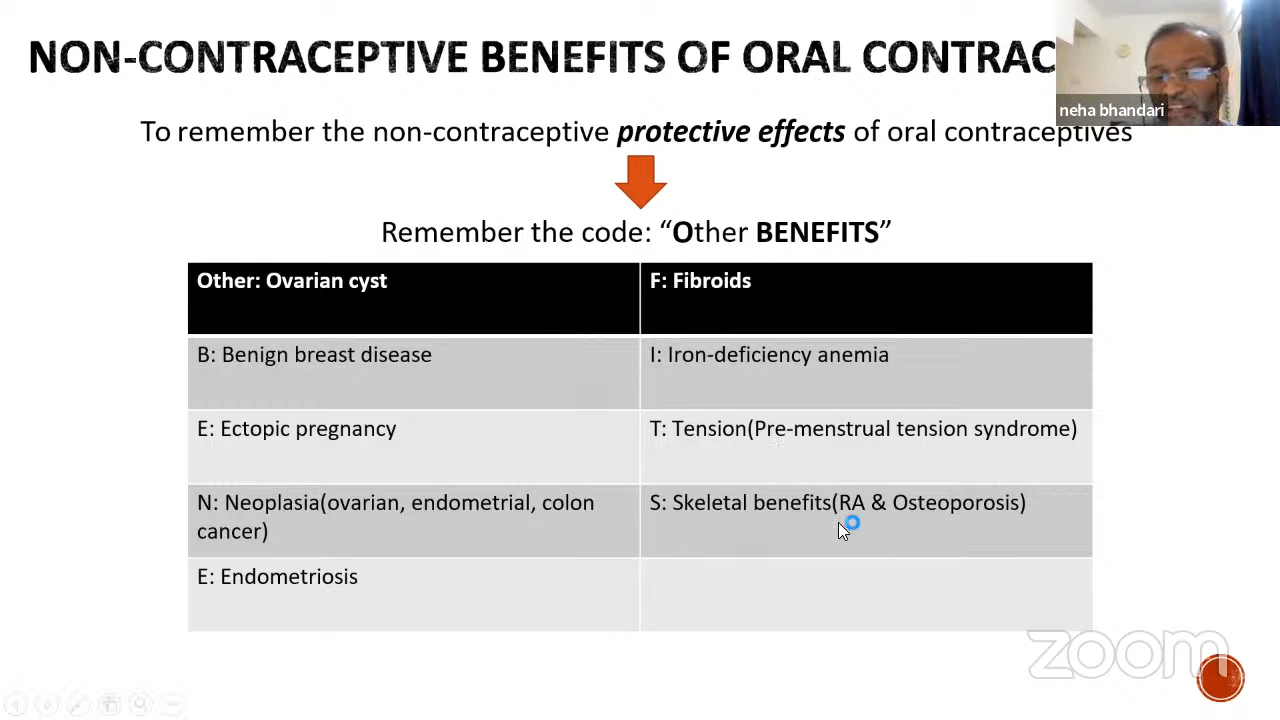 NON-CONTRACEPTIVE BENEFITS OF ORAL CONTRAC
neha bhandari
To remember the non-contraceptive protective effects of oral contraceptives
Remember the code: “Other BENEFITS”
Other: Ovarian cyst
F: Fibroids
B: Benign breast disease
I: Iron-deficiency anemia
E: Ectopic pregnancy
T: Tension(Pre-menstrual tension syndrome)
N: Neoplasia(ovarian, endometrial, colon
cancer)
S: Skeletal benefits(RA & Osteoporosis)
E: Endometriosis
zoom